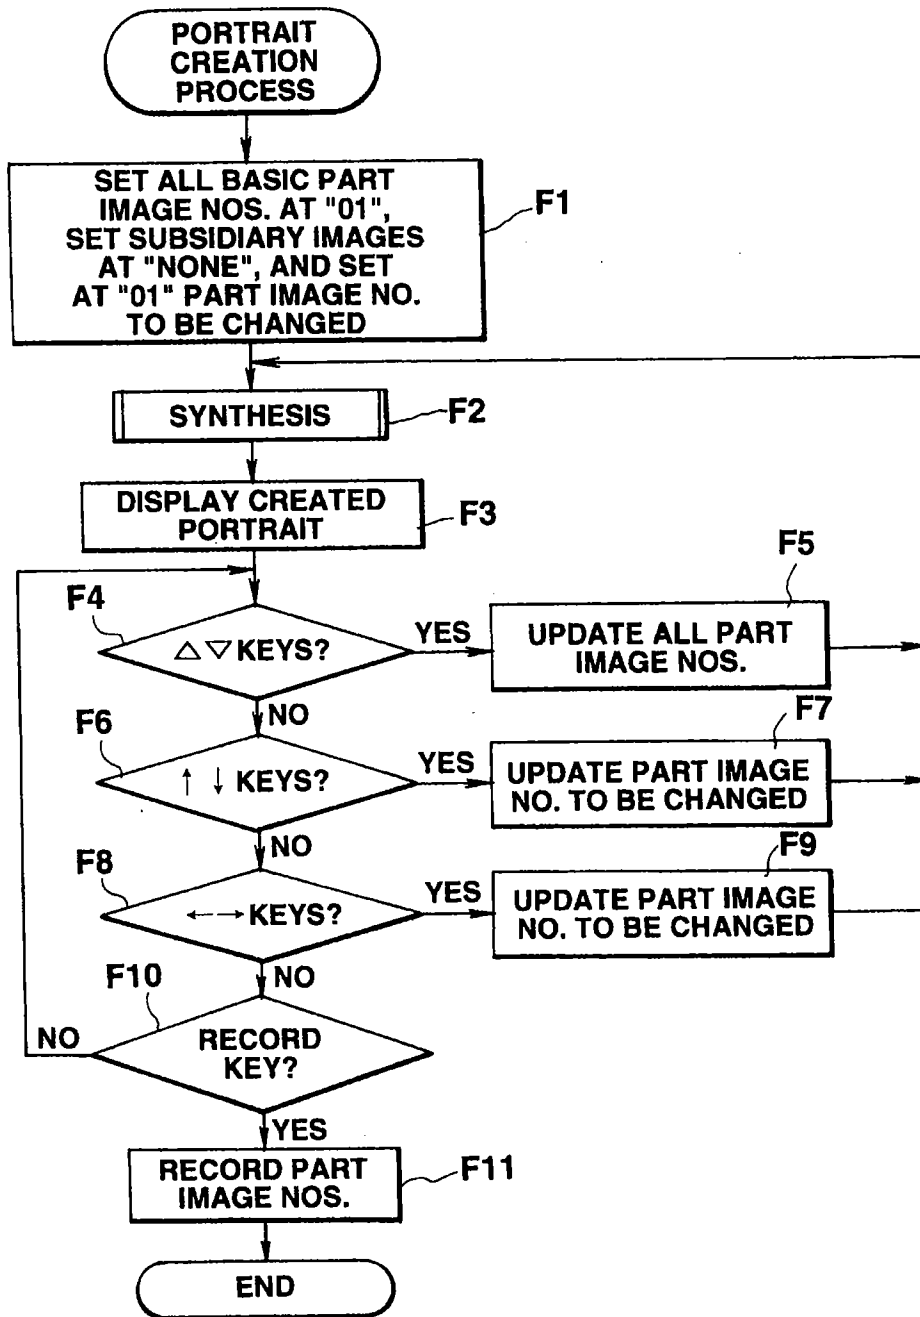 PORTRAIT
CREATION
PROCESS
SET ALL BASIC PART
IMAGE NOS. AT "01",
SET SUBSIDIARY IMAGES
AT "NONE", AND SET
AT "01" PART IMAGE NO.
TO BE CHANGED
F1
SYNTHESIS
F2
DISPLAY CREATED
PORTRAIT
F3
F4
△ ▽ KEYS?
YES
F5
UPDATE ALL PART
IMAGE NOS.
NO
F6
↑ ↓ KEYS?
YES
F7
UPDATE PART IMAGE
NO. TO BE CHANGED
NO
F8
←→ KEYS?
YES
F9
UPDATE PART IMAGE
NO. TO BE CHANGED
NO
F10
RECORD
KEY?
NO
YES
RECORD PART
IMAGE NOS.
F11
END